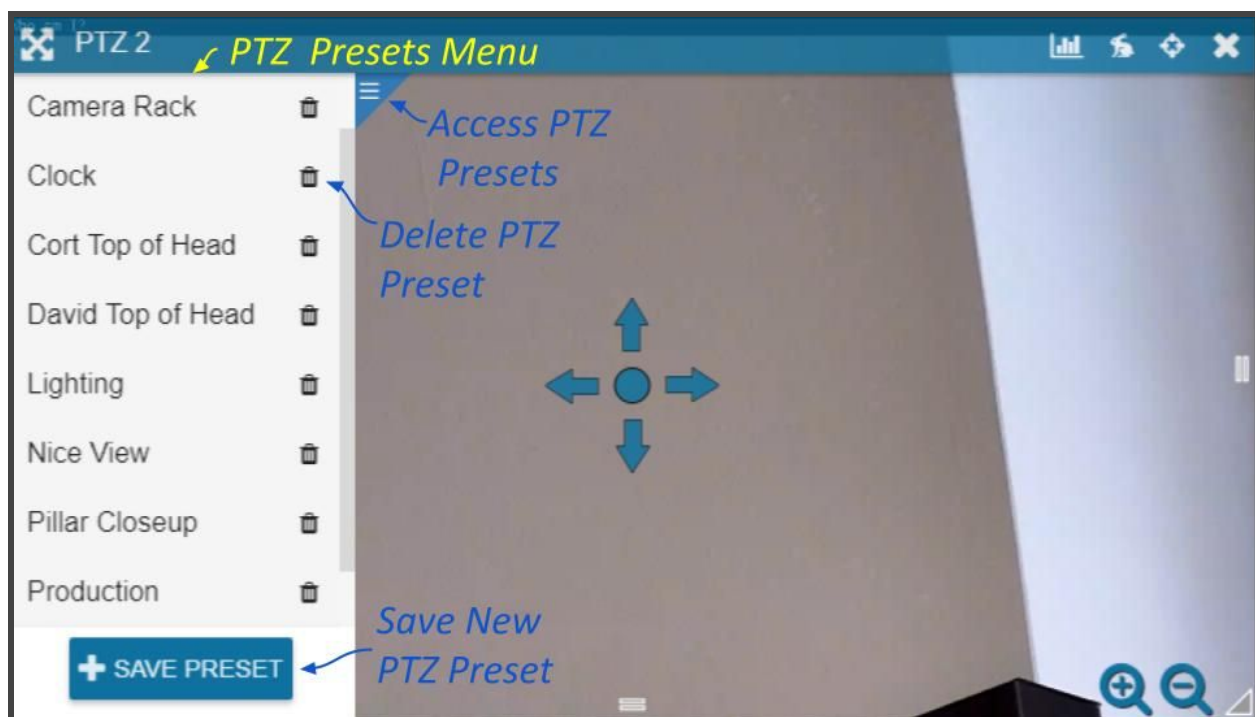 PTZ 2
PTZ Presets Menu
Camera Rack
Access PTZ
Presets
Clock
Delete PTZ
Preset
Cort Top of Head
David Top of Head
Lighting
Nice View
Pillar Closeup
Production
Save New
PTZ Preset
SAVE PRESET